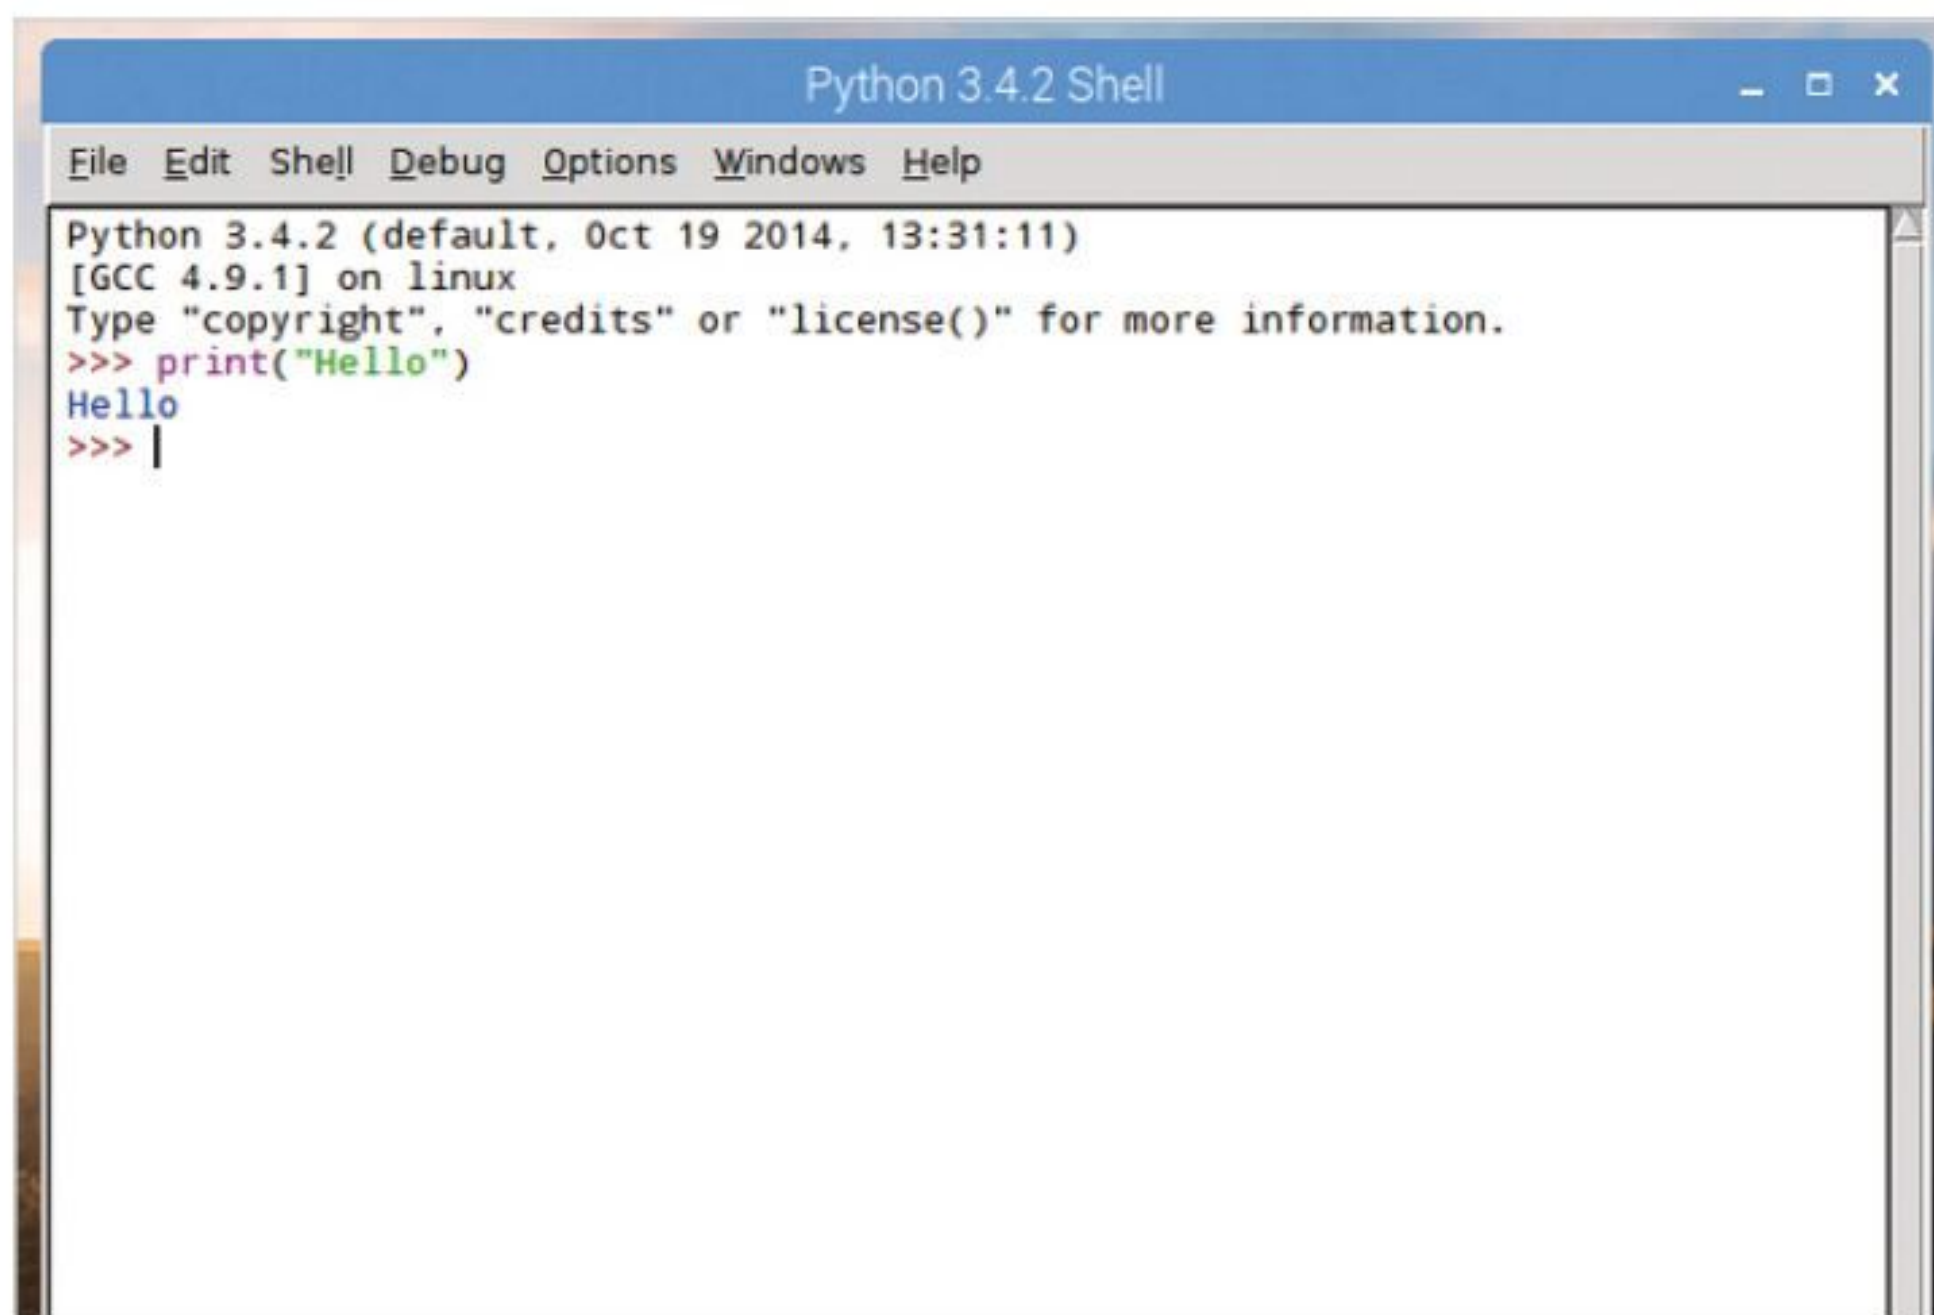 Python 3.4.2 Shell
File Edit Shell Debug Options Windows Help
Python 3.4.2 (default, Oct 19 2014, 13:31:11)
[GCC 4.9.1] on linux
Type "copyright", "credits" or "license()" for more information.
>>> print("Hello")
Hello
>>>